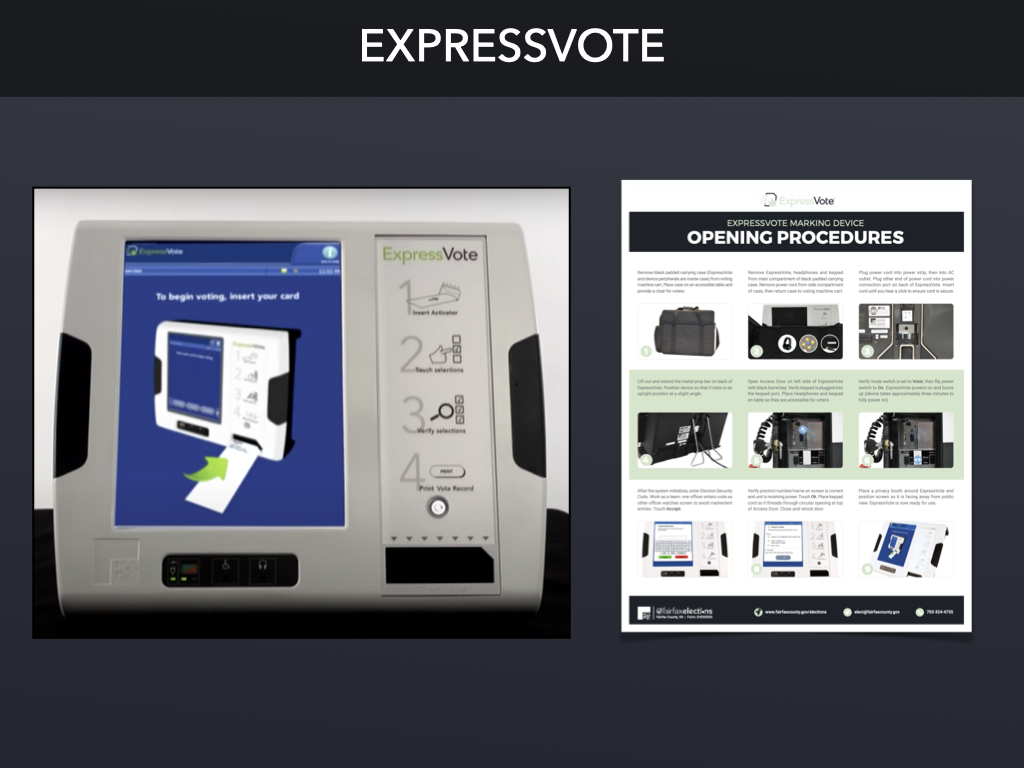 EXPRESSVOTE
ExpressVote
To begin voting, insert your card
ExpressVote
1
Insert Activator
2
Touch selections
3
Verify selections
4
PRINT
Print Vote Record
ExpressVote
EXPRESSVOTE MARKING DEVICE
OPENING PROCEDURES
Remove black padded carrying case (ExpressVote
and device peripherals are inside case) from voting
machine cart. Place case on an accessible table and
provide a chair for voters.
Remove ExpressVote, headphones and keypad
from main compartment of black padded carrying
case. Remove power cord from side compartment
of case, then return case to voting machine cart.
Plug power cord into power strip, then into AC
outlet. Plug other end of power cord into power
connection port on back of ExpressVote. Insert
cord until you hear a click to ensure cord is secure.
1
2
3
Lift out and extend the metal prop bar on back of
ExpressVote. Position device so that it rests in an
upright position at a slight angle.
Open Access Door on left side of ExpressVote
with black barrel key. Verify keypad is plugged into
the keypad port. Place headphones and keypad
on table so they are accessible for voters.
Verify mode switch is set to Voter, then flip power
switch to On. ExpressVote powers on and boots
up (device takes approximately three minutes to
fully power on).
After the system initializes, enter Election Security
Code. Work as a team: one officer enters code as
other officer watches screen to avoid inadvertent
entries. Touch Accept.
Verify precinct number/name on screen is correct
and unit is receiving power. Touch Ok. Place keypad
cord so it threads through circular opening at top
of Access Door. Close and relock door.
Place a privacy booth around ExpressVote and
position screen so it is facing away from public
view. ExpressVote is now ready for use.
fairfaxelections
www.fairfaxcounty.gov/elections
elect@fairfaxcounty.gov
703-324-4735